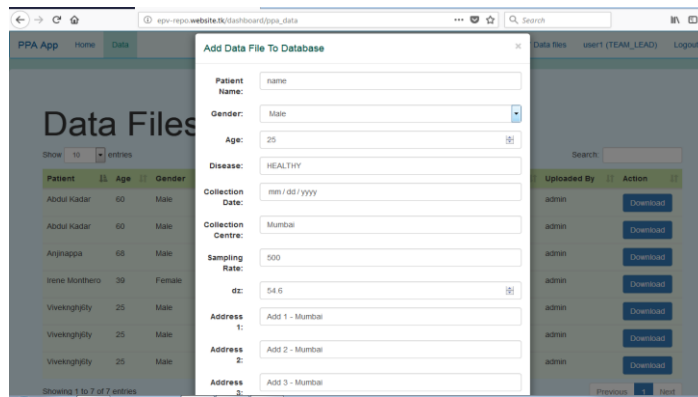 epv-repo.website.tk/dashboard/ppa_data
Search
PPA App Home Data Data files user1 (TEAM_LEAD) Logout
Add Data File To Database ×
Patient Name: name
Gender: Male
Age: 25
Disease: HEALTHY
Collection Date: mm / dd / yyyy
Collection Centre: Mumbai
Sampling Rate: 500
dz: 54.6
Address 1: Add 1 - Mumbai
Address 2: Add 2 - Mumbai
Address 3: Add 3 - Mumbai
Data Files
Show 10 entries Search:
Patient Age Gender Uploaded By Action
Abdul Kadar 60 Male admin Download
Abdul Kadar 60 Male admin Download
Anjinappa 68 Male admin Download
Irene Monthero 39 Female admin Download
ViveknghjGty 25 Male admin Download
ViveknghjGty 25 Male admin Download
ViveknghjGty 25 Male admin Download
Showing 1 to 7 of 7 entries Previous 1 Next